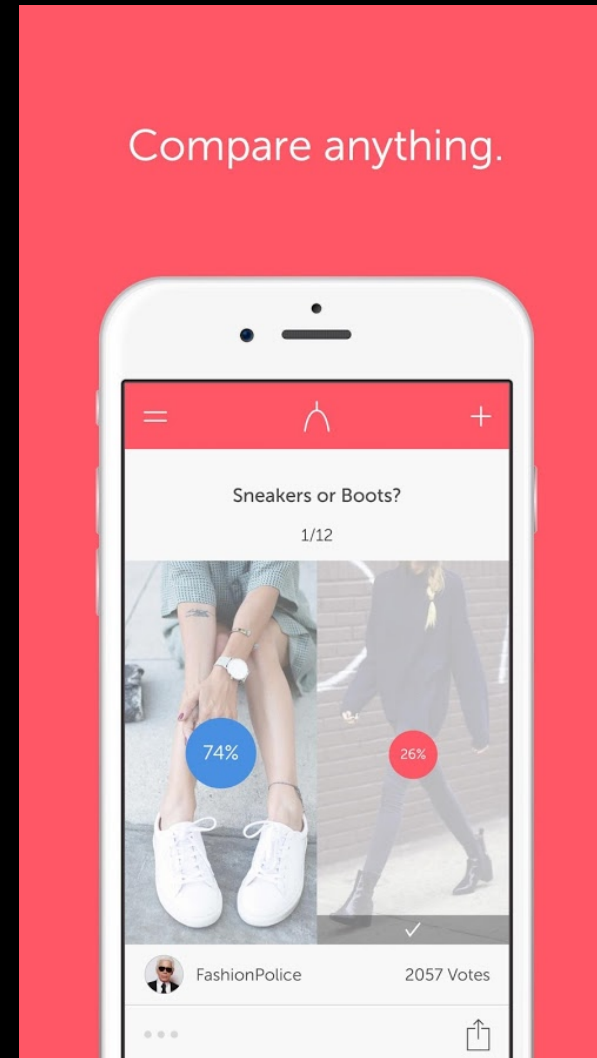 Compare anything.
Sneakers or Boots?
1/12
74%
26%
FashionPolice
2057 Votes